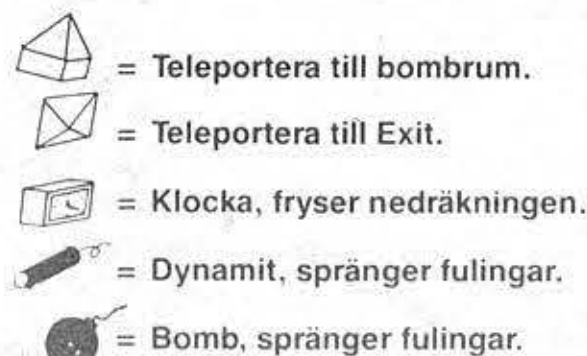 = Teleportera till bombrum.
= Teleportera till Exit.
= Klocka, fryser nedräkningen.
= Dynamit, spränger fulingar.
= Bomb, spränger fulingar.